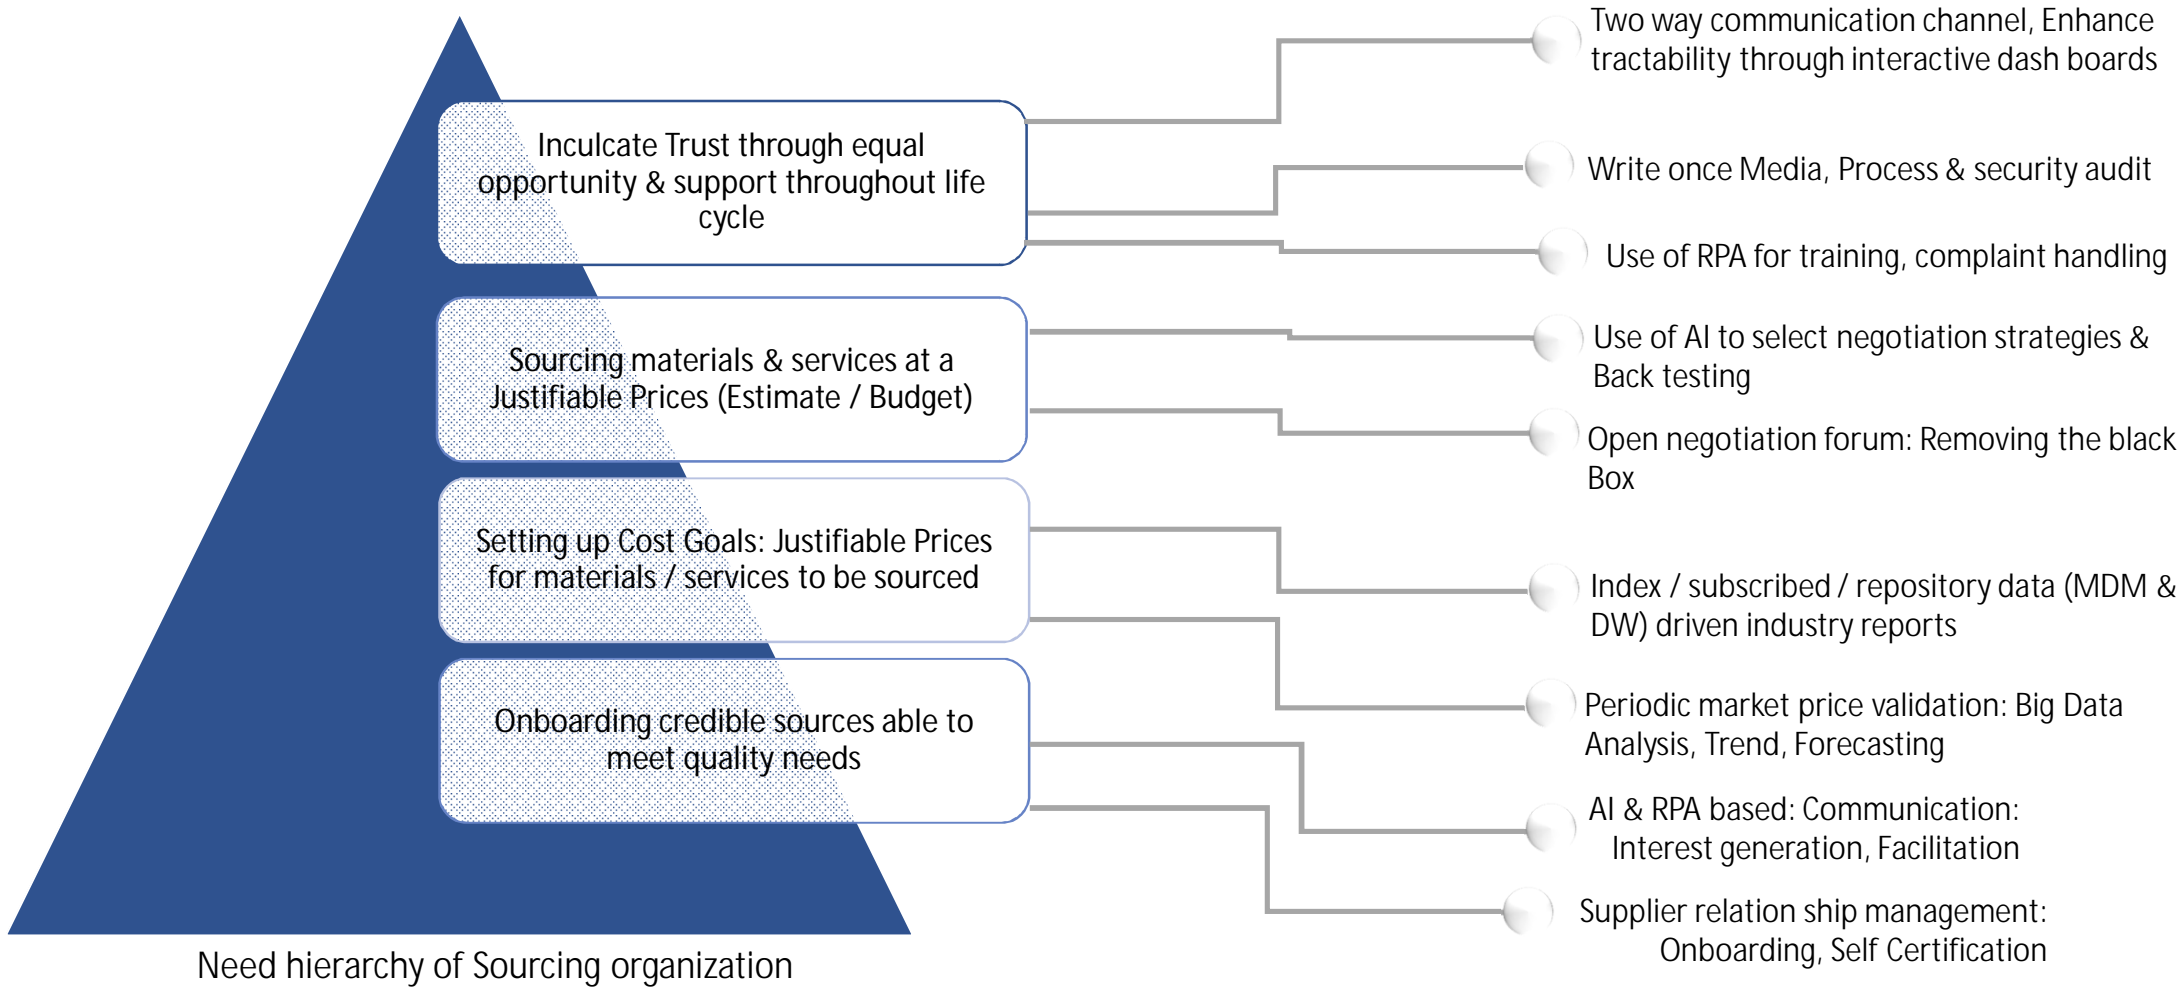 Two way communication channel, Enhance
tractability through interactive dash boards
Inculcate Trust through equal
opportunity & support throughout life
cycle
Write once Media, Process & security audit
Use of RPA for training, complaint handling
Sourcing materials & services at a
Justifiable Prices (Estimate / Budget)
Use of AI to select negotiation strategies &
Back testing
Open negotiation forum: Removing the black
Box
Setting up Cost Goals: Justifiable Prices
for materials / services to be sourced
Index / subscribed / repository data (MDM &
DW) driven industry reports
Periodic market price validation: Big Data
Analysis, Trend, Forecasting
Onboarding credible sources able to
meet quality needs
AI & RPA based: Communication:
Interest generation, Facilitation
Supplier relation ship management:
Onboarding, Self Certification
Need hierarchy of Sourcing organization